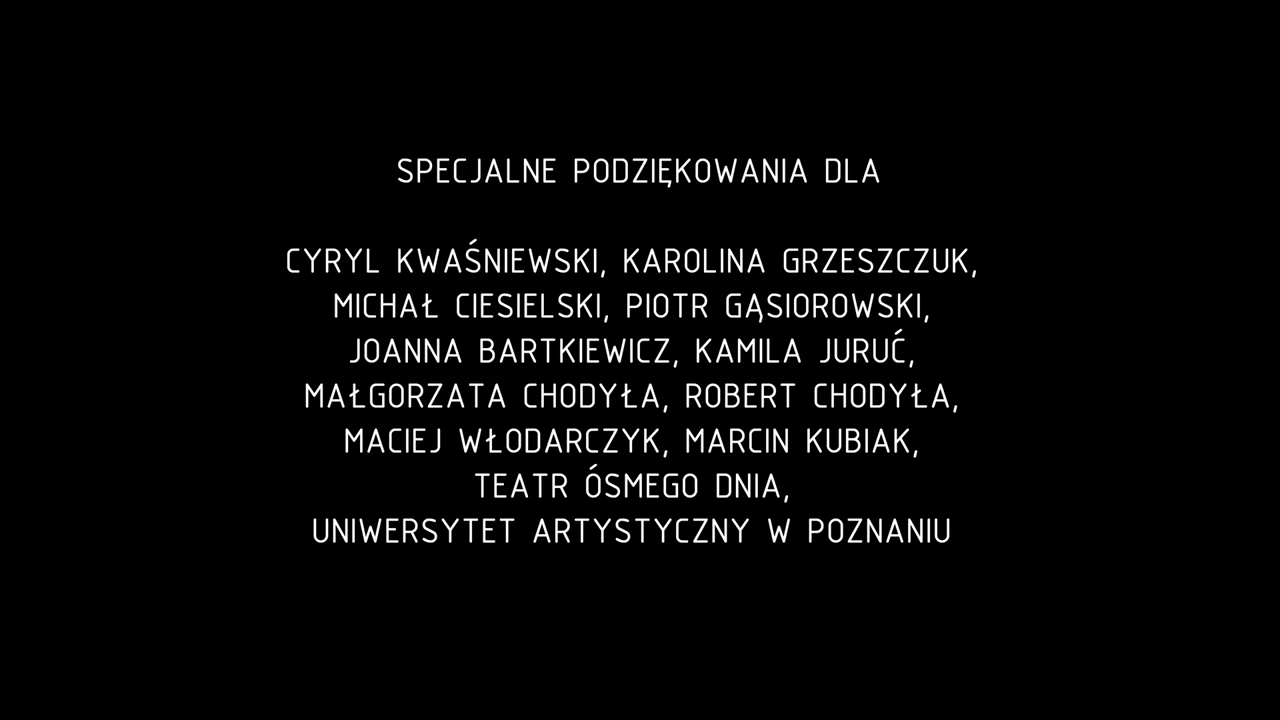 SPECJALNE PODZIĘKOWANIA DLA
CYRYL KWAŚNIEWSKI, KAROLINA GRZESZCZUK,
MICHAŁ CIESIELSKI, PIOTR GĄSIOROWSKI,
JOANNA BARTKIEWICZ, KAMILA JURUĆ,
MAŁGORZATA CHODYŁA, ROBERT CHODYŁA,
MACIEJ WŁODARCZYK, MARCIN KUBIAK,
TEATR ÓSMEGO DNIA,
UNIWERSYTET ARTYSTYCZNY W POZNANIU